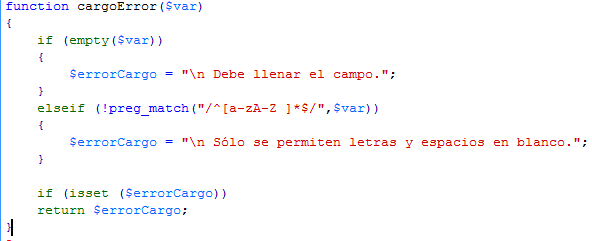 function cargoError($var)
{
if (empty($var))
{
$errorCargo = "\n Debe llenar el campo.";
}
elseif (!preg_match("/^[a-zA-Z ]*$/",$var))
{
$errorCargo = "\n Sólo se permiten letras y espacios en blanco.";
}
if (isset ($errorCargo))
return $errorCargo;
}